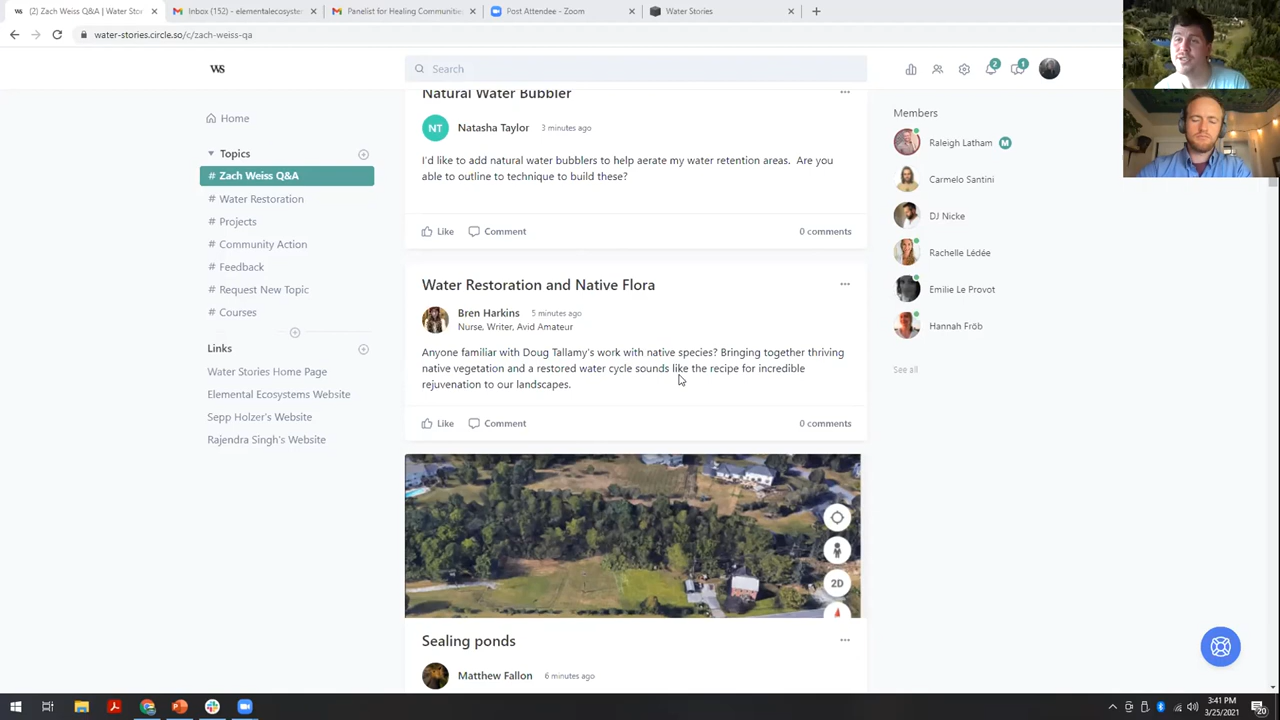 (2) Zach Weiss Q&A | Water Stor
Inbox (152) - elementalecosystem
Panelist for Healing Communitie
Post Attendee - Zoom
Water Stories
water-stories.circle.so/c/zach-weiss-qa
WS
Search
2
1
Home
Topics
# Zach Weiss Q&A
# Water Restoration
# Projects
# Community Action
# Feedback
# Request New Topic
# Courses
Links
Water Stories Home Page
Elemental Ecosystems Website
Sepp Holzer's Website
Rajendra Singh's Website
Natural Water Bubbler
NT
Natasha Taylor 3 minutes ago
I'd like to add natural water bubblers to help aerate my water retention areas. Are you
able to outline to technique to build these?
Like Comment 0 comments
Water Restoration and Native Flora
Bren Harkins 5 minutes ago
Nurse, Writer, Avid Amateur
Anyone familiar with Doug Tallamy's work with native species? Bringing together thriving
native vegetation and a restored water cycle sounds like the recipe for incredible
rejuvenation to our landscapes.
Like Comment 0 comments
2D
Sealing ponds
Matthew Fallon 6 minutes ago
Members
Raleigh Latham M
Carmelo Santini
DJ Nicke
Rachelle Lédée
Emilie Le Provot
Hannah Fröb
See all
3:41 PM
3/25/2021
20